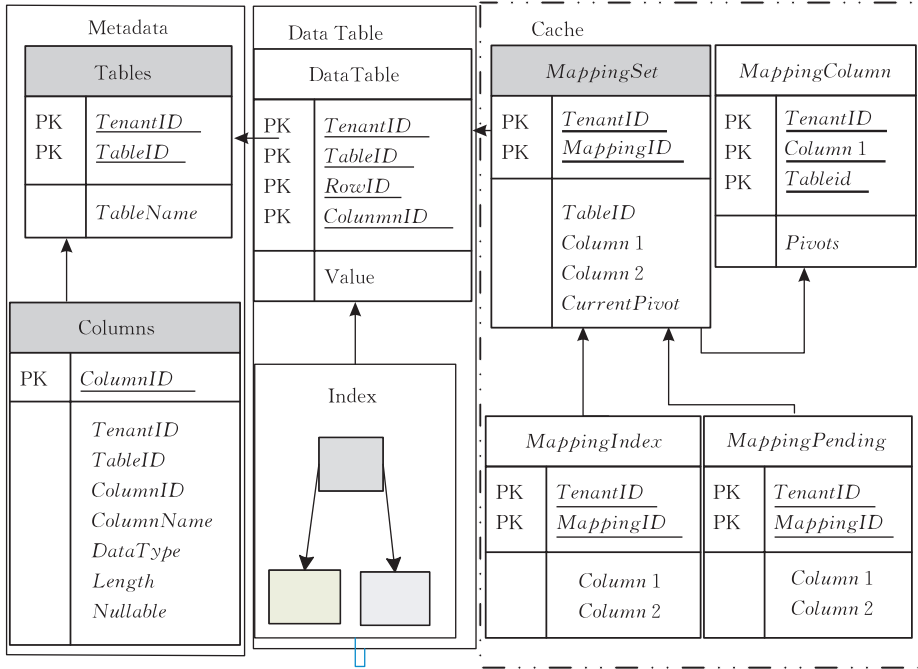 Metadata
Tables
PK TenantID
PK TableID
TableName
Columns
PK ColumnID
TenantID
TableID
ColumnID
ColumnName
DataType
Length
Nullable
Data Table
DataTable
PK TenantID
PK TableID
PK RowID
PK ColunmnID
Value
Index
Cache
MappingSet
PK TenantID
PK MappingID
TableID
Column 1
Column 2
CurrentPivot
MappingColumn
PK TenantID
PK Column 1
PK Tableid
Pivots
MappingIndex
PK TenantID
PK MappingID
Column 1
Column 2
MappingPending
PK TenantID
PK MappingID
Column 1
Column 2